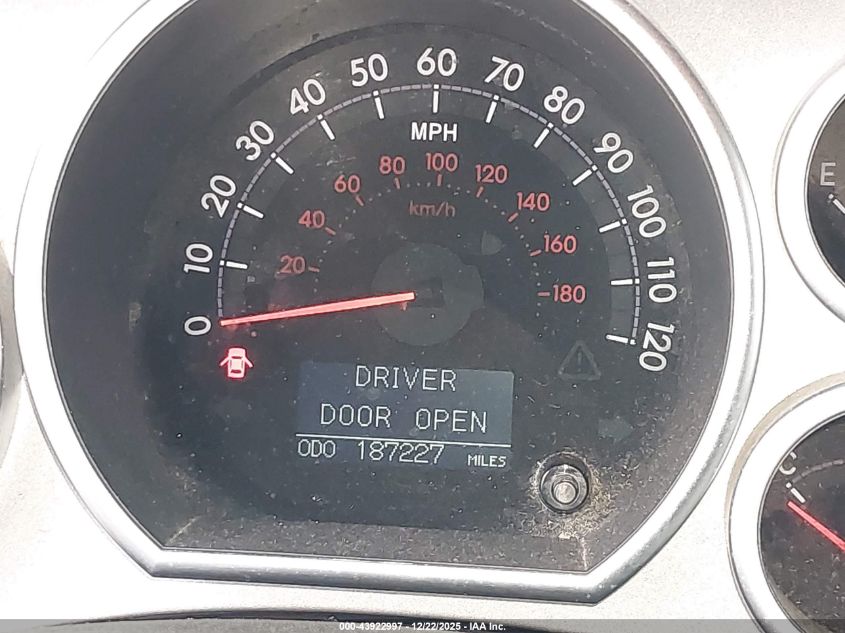 0 10 20 30 40 50 60 70 80 90 100 110 120
MPH
20 40 60 80 100 120 140 160 180
km/h
E
C
DRIVER
DOOR OPEN
ODO 187227 MILES
000-43922997 - 12/22/2025 - IAA Inc.